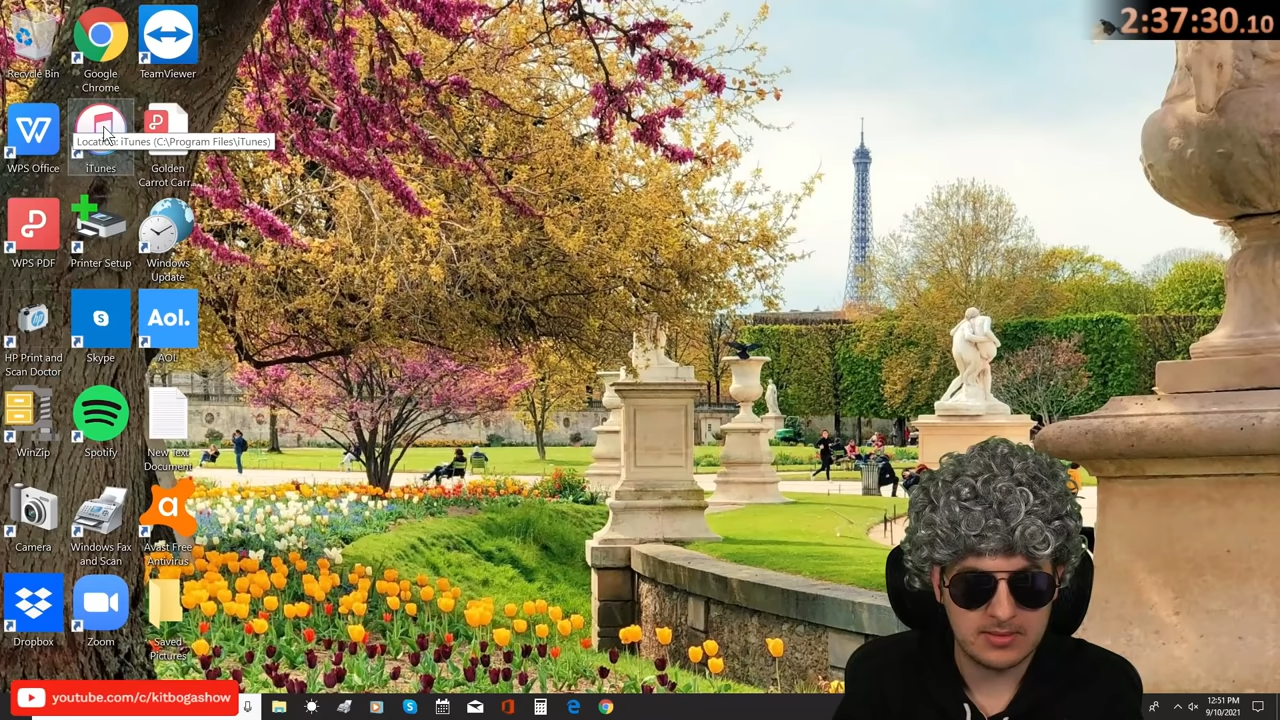 2:37:30.10
Recycle Bin
Google
Chrome
TeamViewer
WPS Office
iTunes
Location: iTunes (C:\Program Files\iTunes)
Golden
Carrot Carr...
WPS PDF
Printer Setup
Windows
Update
HP Print and
Scan Doctor
Skype
Aol.
AOL
WinZip
Spotify
New Text
Document
Camera
Windows Fax
and Scan
Avast Free
Antivirus
Dropbox
Zoom
Saved
Pictures
youtube.com/c/kitbogashow
12:51 PM
9/10/2021